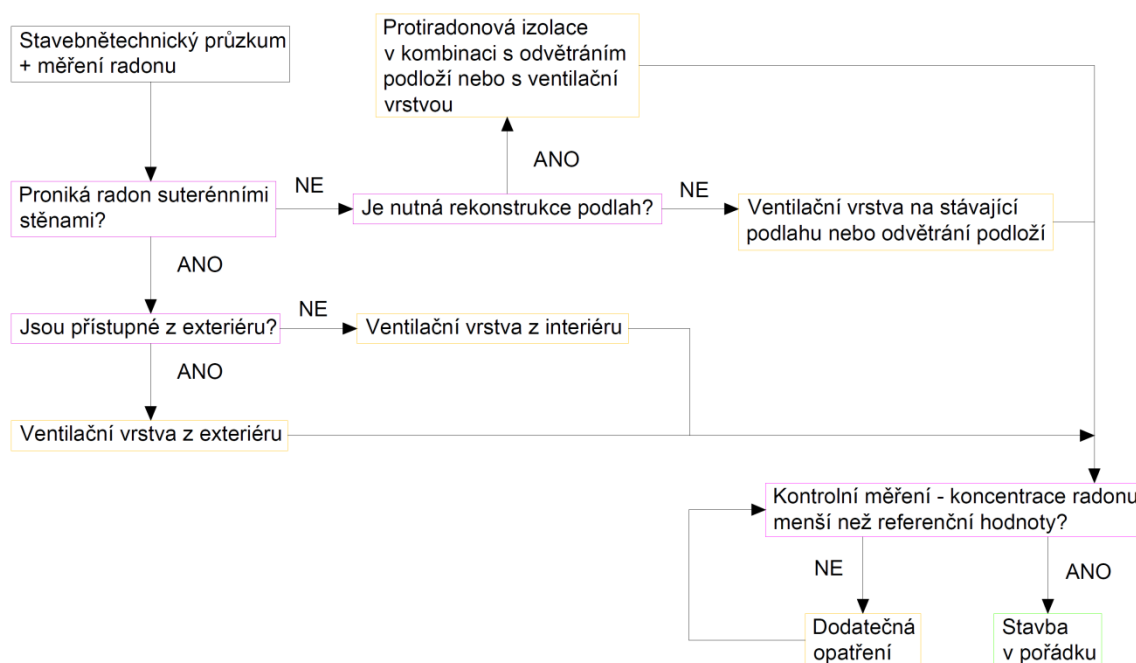 Stavebnětechnický průzkum
+ měření radonu
Protiradonová izolace
v kombinaci s odvětráním
podloží nebo s ventilační
vrstvou
ANO
Proniká radon suterénními
stěnami?
NE
Je nutná rekonstrukce podlah?
NE
Ventilační vrstva na stávající
podlahu nebo odvětrání podloží
ANO
Jsou přístupné z exteriéru?
NE
Ventilační vrstva z interiéru
ANO
Ventilační vrstva z exteriéru
Kontrolní měření - koncentrace radonu
menší než referenční hodnoty?
NE
ANO
Dodatečná
opatření
Stavba
v pořádku